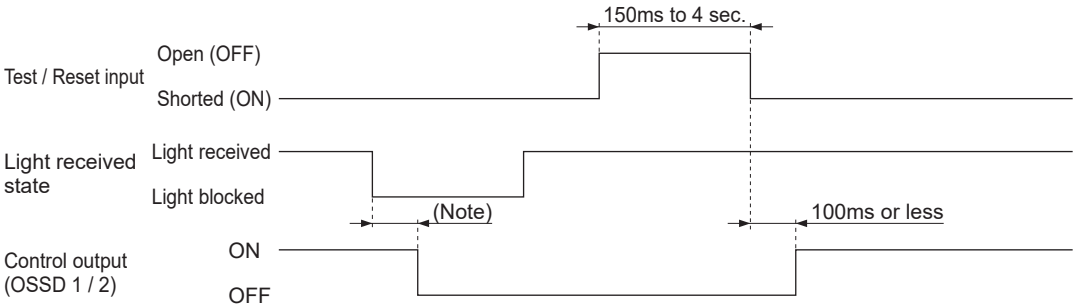 150ms to 4 sec.
Open (OFF)
Test / Reset input
Shorted (ON)
Light received
Light received
state
Light blocked
(Note)
100ms or less
ON
Control output
(OSSD 1 / 2)
OFF